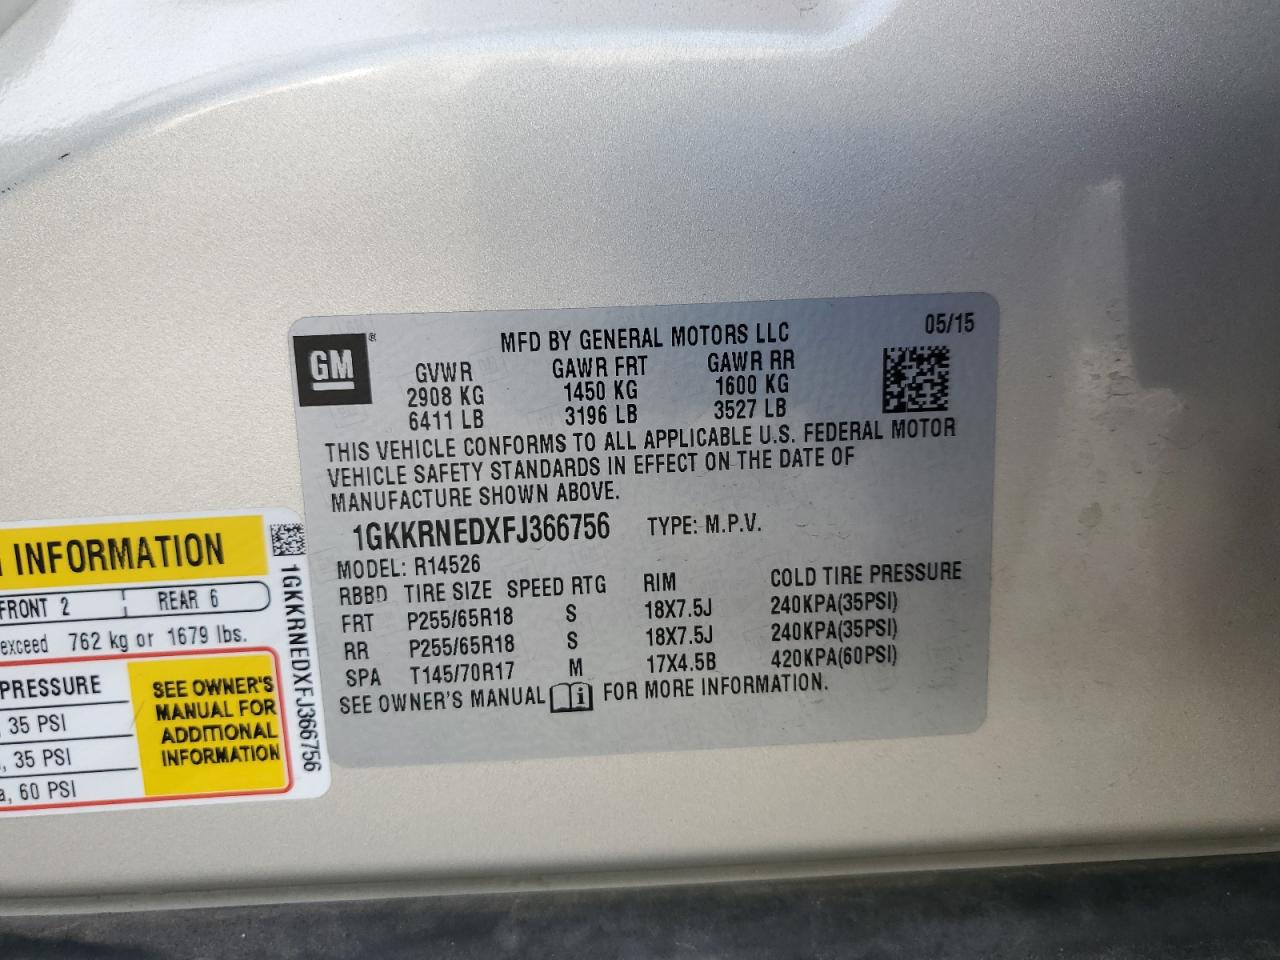 GM ®
MFD BY GENERAL MOTORS LLC
05/15
GVWR GAWR FRT GAWR RR
2908 KG 1450 KG 1600 KG
6411 LB 3196 LB 3527 LB
THIS VEHICLE CONFORMS TO ALL APPLICABLE U.S. FEDERAL MOTOR
VEHICLE SAFETY STANDARDS IN EFFECT ON THE DATE OF
MANUFACTURE SHOWN ABOVE.
1GKKRNEDXFJ366756 TYPE: M.P.V.
MODEL: R14526
RBBD TIRE SIZE SPEED RTG RIM COLD TIRE PRESSURE
FRT P255/65R18 S 18X7.5J 240KPA(35PSI)
RR P255/65R18 S 18X7.5J 240KPA(35PSI)
SPA T145/70R17 M 17X4.5B 420KPA(60PSI)
SEE OWNER'S MANUAL i FOR MORE INFORMATION.
INFORMATION
FRONT 2 REAR 6
exceed 762 kg or 1679 lbs.
PRESSURE
, 35 PSI
, 35 PSI
a, 60 PSI
SEE OWNER'S
MANUAL FOR
ADDITIONAL
INFORMATION
1GKKRNEDXFJ366756